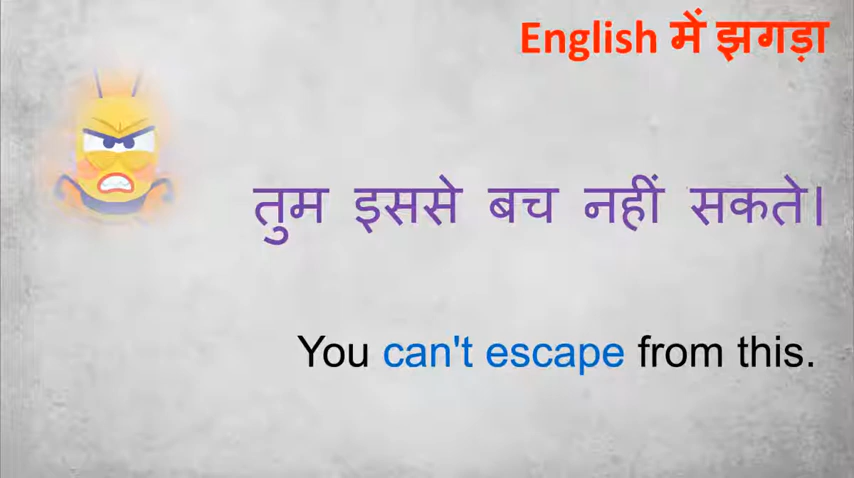 English में झगड़ा
तुम इससे बच नहीं सकते।
You can't escape from this.